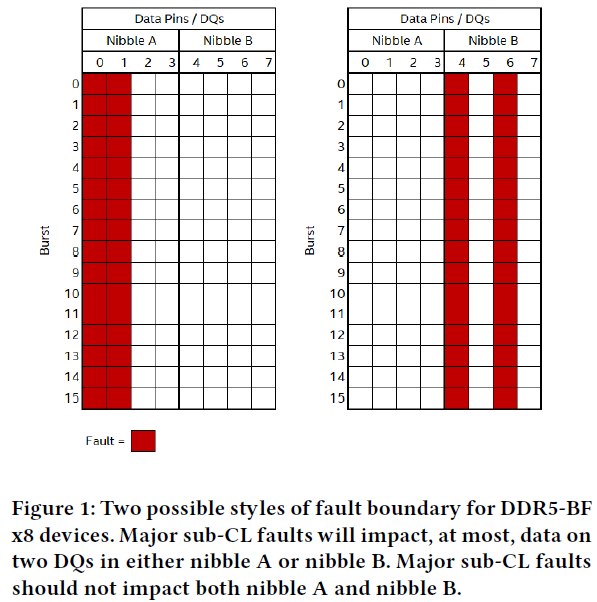 Data Pins / DQs Data Pins / DQs
Nibble A Nibble B Nibble A Nibble B
0 1 2 3 4 5 6 7 0 1 2 3 4 5 6 7
Burst
0 0
1 1
2 2
3 3
4 4
5 5
6 6
7 7
8 8
9 9
10 10
11 11
12 12
13 13
14 14
15 15
Burst
Fault =
Figure 1: Two possible styles of fault boundary for DDR5-BF
x8 devices. Major sub-CL faults will impact, at most, data on
two DQs in either nibble A or nibble B. Major sub-CL faults
should not impact both nibble A and nibble B.